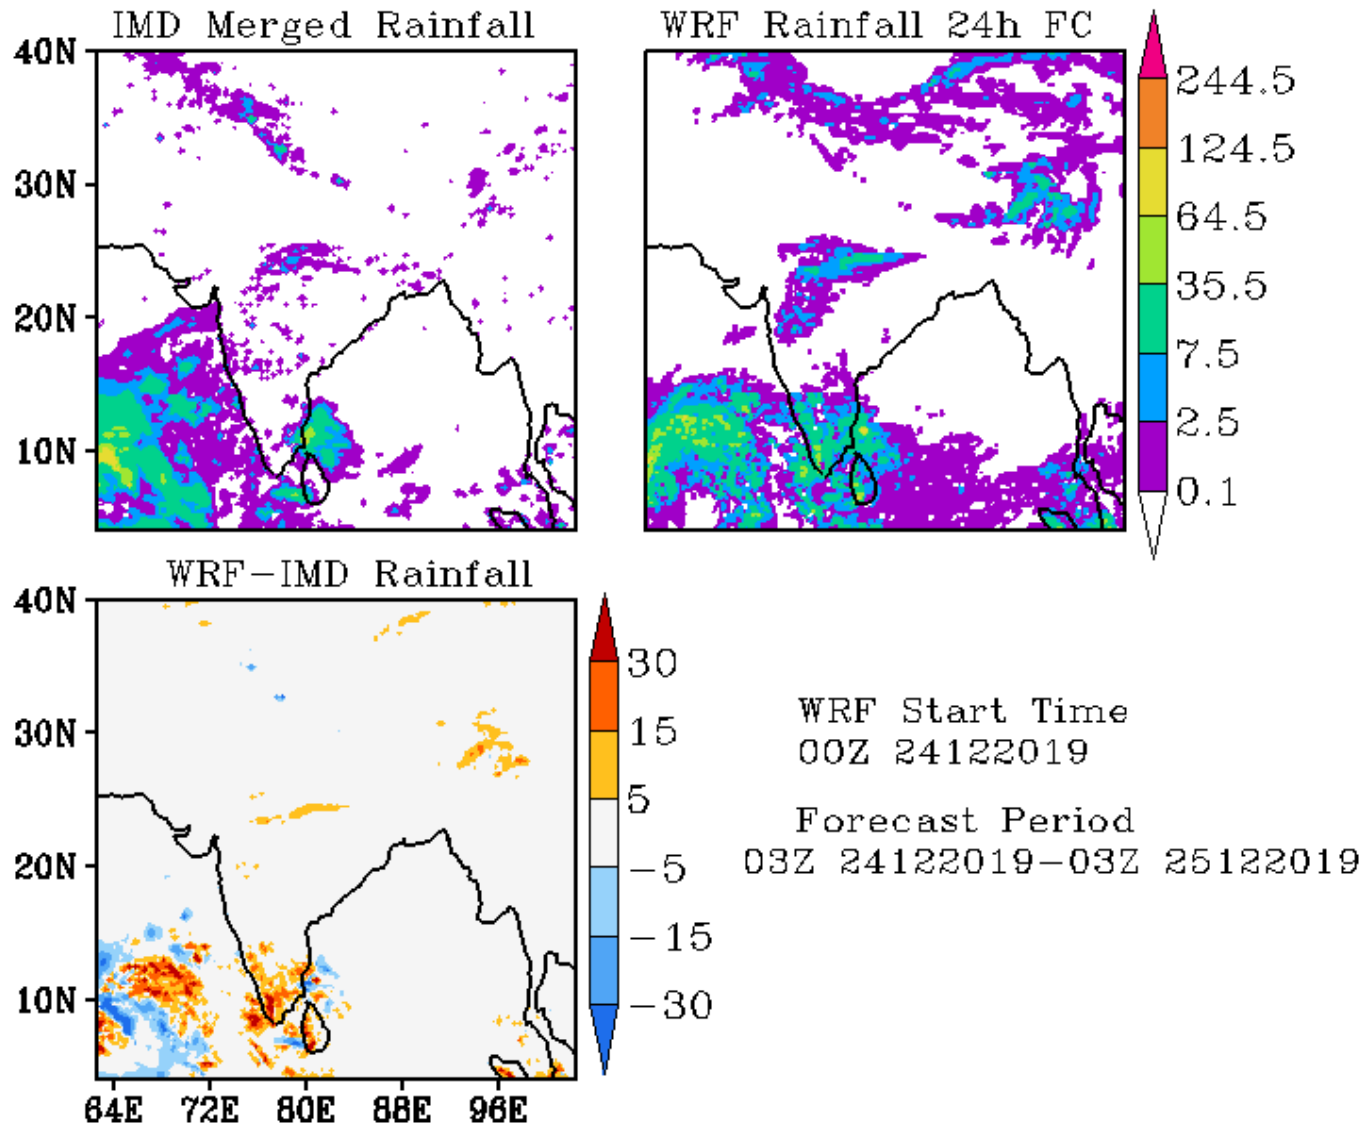 IMD Merged Rainfall
WRF Rainfall 24h FC
40N
30N
20N
10N
244.5
124.5
64.5
35.5
7.5
2.5
0.1
WRF-IMD Rainfall
40N
30N
20N
10N
64E 72E 80E 88E 96E
30
15
5
-5
-15
-30
WRF Start Time
00Z 24122019
Forecast Period
03Z 24122019-03Z 25122019